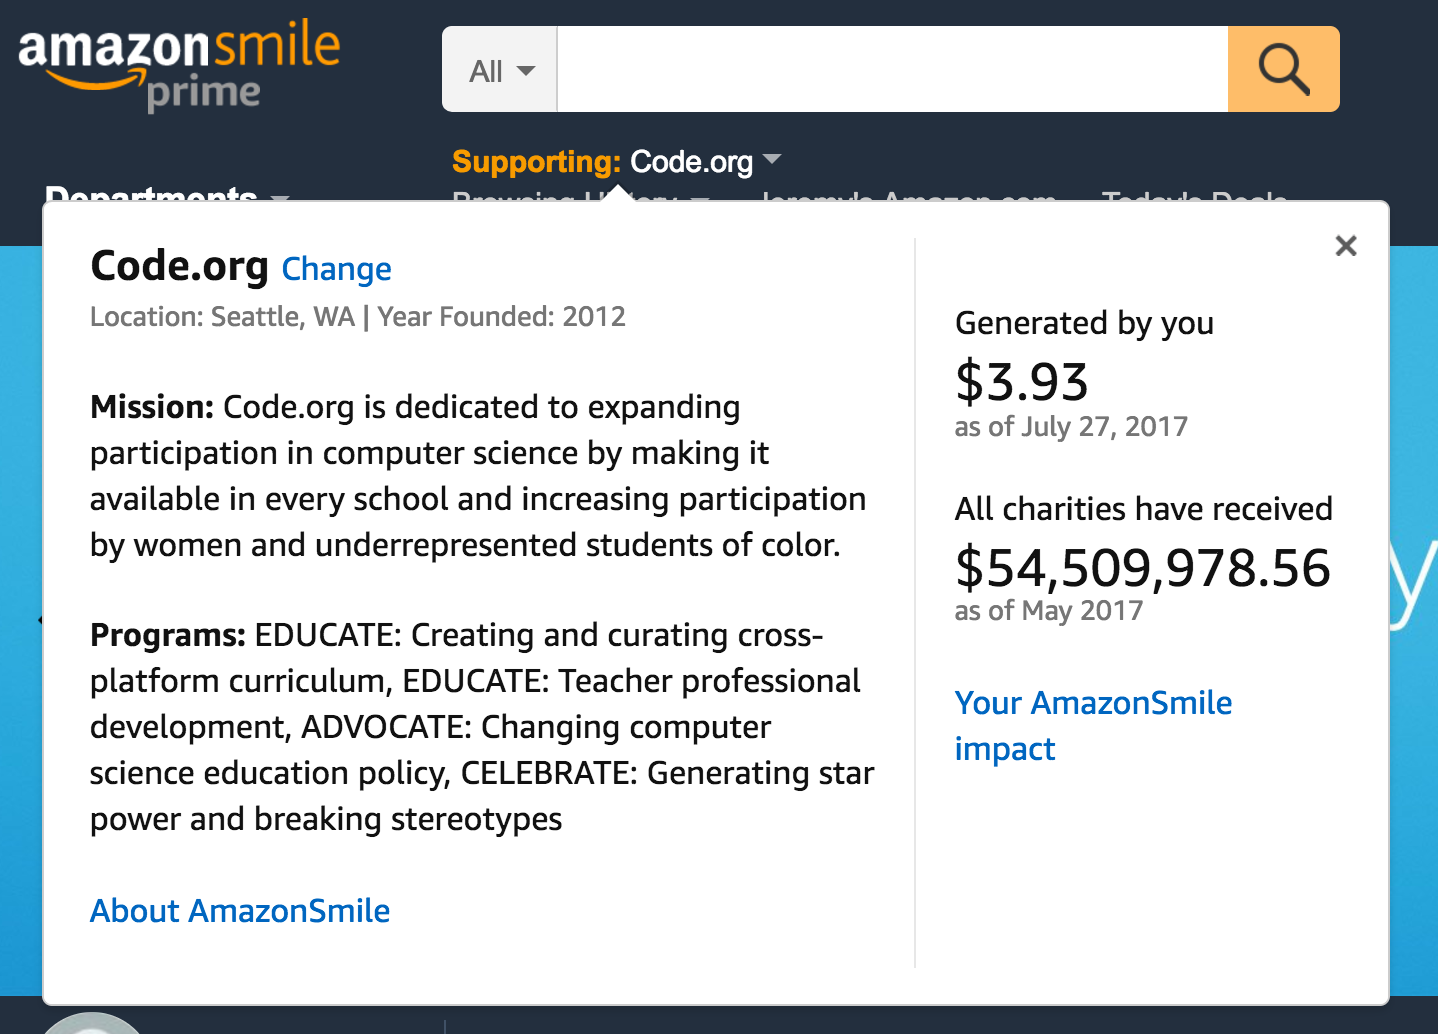 amazonsmile
prime
All
Supporting: Code.org
Departments
Browsing History
Jeremy's Amazon.com
Today's Deals
Code.org Change
Location: Seattle, WA | Year Founded: 2012
Mission: Code.org is dedicated to expanding
participation in computer science by making it
available in every school and increasing participation
by women and underrepresented students of color.
Programs: EDUCATE: Creating and curating cross-
platform curriculum, EDUCATE: Teacher professional
development, ADVOCATE: Changing computer
science education policy, CELEBRATE: Generating star
power and breaking stereotypes
About AmazonSmile
Generated by you
$3.93
as of July 27, 2017
All charities have received
$54,509,978.56
as of May 2017
Your AmazonSmile
impact
y